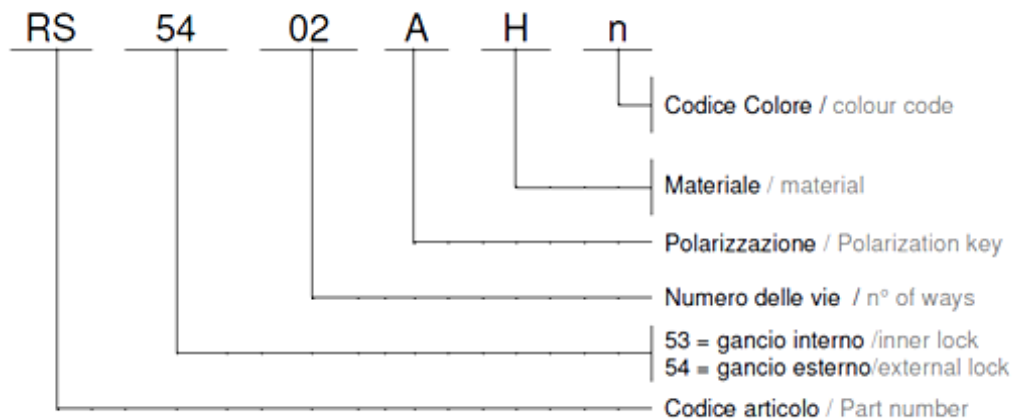 RS 54 02 A H n
Codice Colore / colour code
Materiale / material
Polarizzazione / Polarization key
Numero delle vie / n° of ways
53 = gancio interno /inner lock
54 = gancio esterno/external lock
Codice articolo / Part number